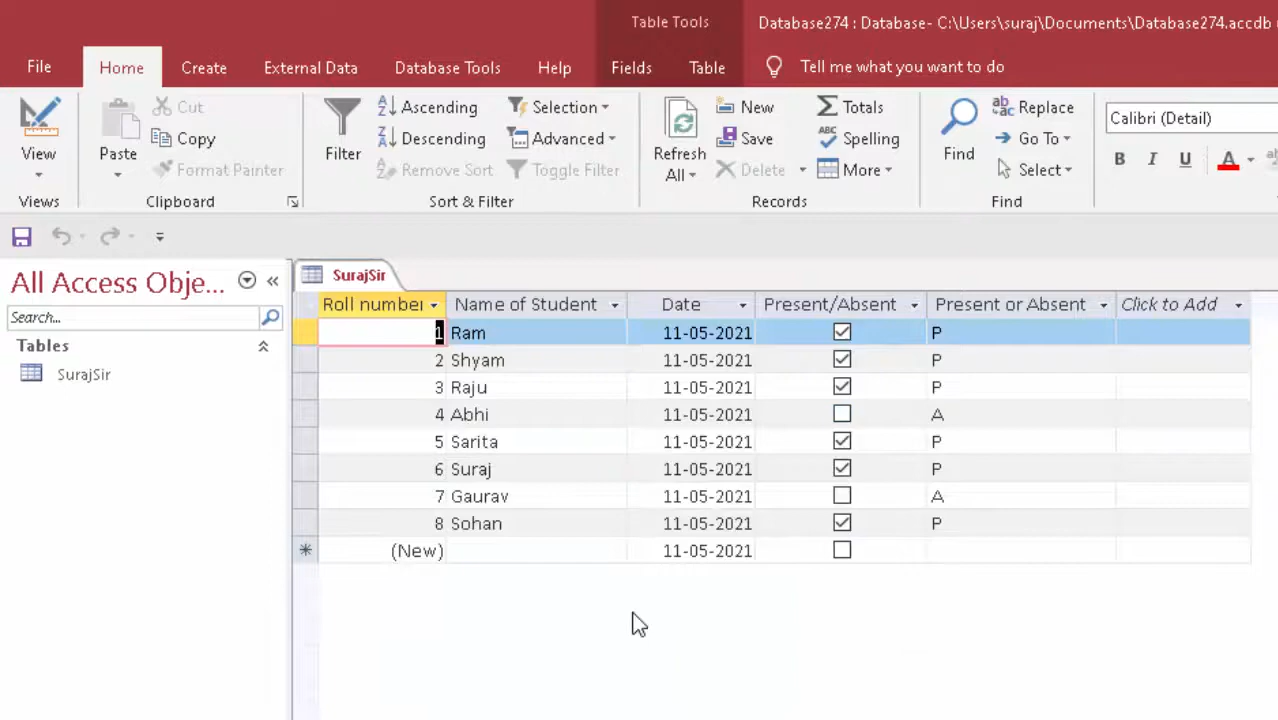 Table Tools
Database274 : Database- C:\Users\suraj\Documents\Database274.accdb
File Home Create External Data Database Tools Help Fields Table Tell me what you want to do
View
Views
Paste
Cut
Copy
Format Painter
Clipboard
Filter
Ascending
Descending
Remove Sort
Selection
Advanced
Toggle Filter
Sort & Filter
Refresh
All
New
Save
Delete
Totals
Spelling
More
Records
Find
Replace
Go To
Select
Find
Calibri (Detail)
B I U A
All Access Obje...
Search...
Tables
SurajSir
SurajSir
Roll number Name of Student Date Present/Absent Present or Absent Click to Add
1 Ram 11-05-2021 P
2 Shyam 11-05-2021 P
3 Raju 11-05-2021 P
4 Abhi 11-05-2021 A
5 Sarita 11-05-2021 P
6 Suraj 11-05-2021 P
7 Gaurav 11-05-2021 A
8 Sohan 11-05-2021 P
(New) 11-05-2021